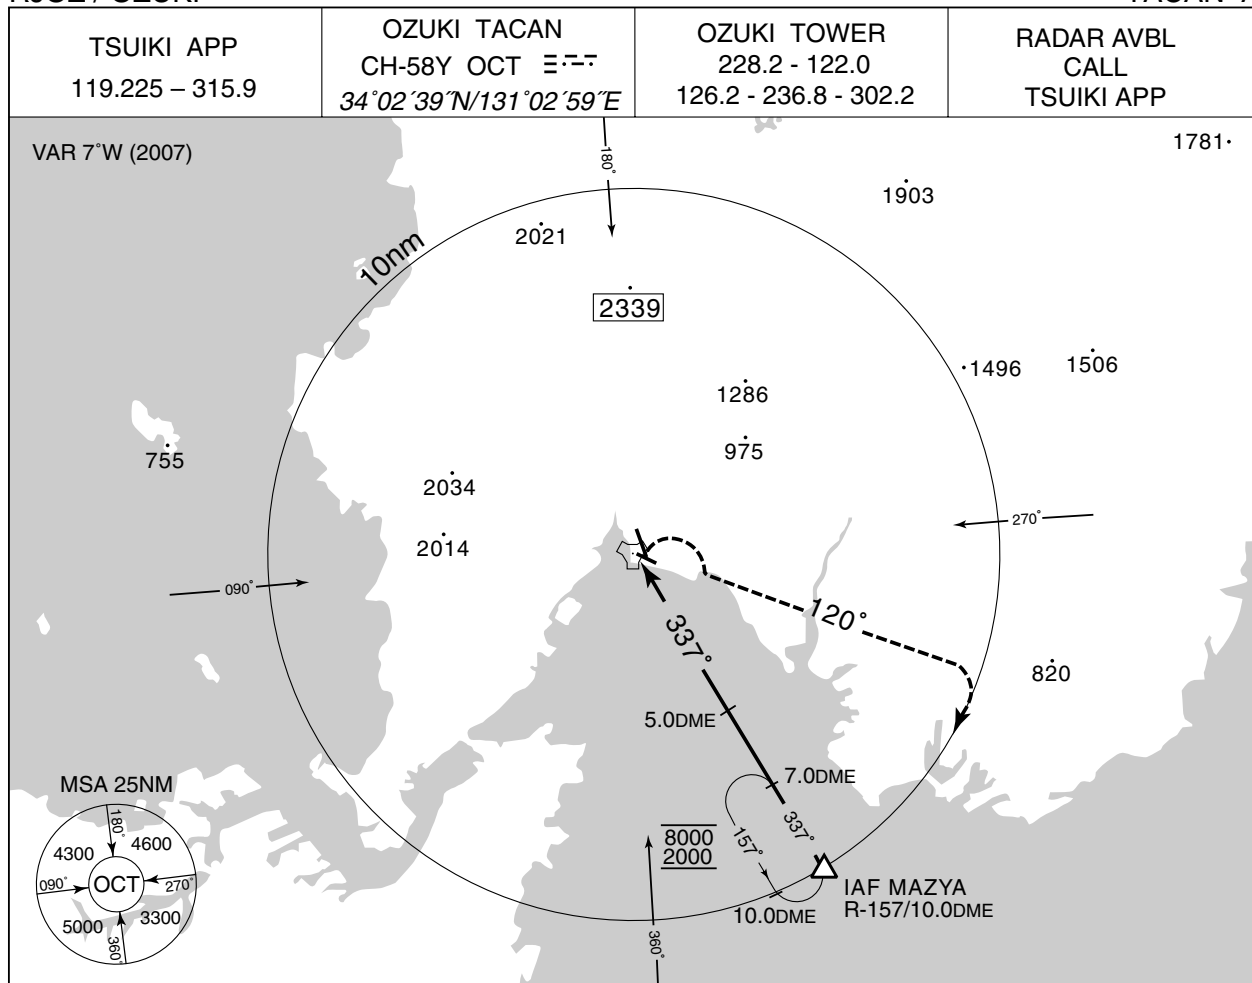 TSUIKI APP
119.225 – 315.9
OZUKI TACAN
CH-58Y OCT
34°02´39˝N/131°02´59˝E
OZUKI TOWER
228.2 - 122.0
126.2 - 236.8 - 302.2
RADAR AVBL
CALL
TSUIKI APP
VAR 7°W (2007)
180°
1781
1903
2021
10nm
2339
1496
1506
1286
975
755
2034
2014
270°
090°
120°
337°
820
5.0DME
7.0DME
337°
157°
8000
2000
IAF MAZYA
R-157/10.0DME
10.0DME
360°
MSA 25NM
180°
4300
4600
090°
OCT
270°
5000
3300
360°